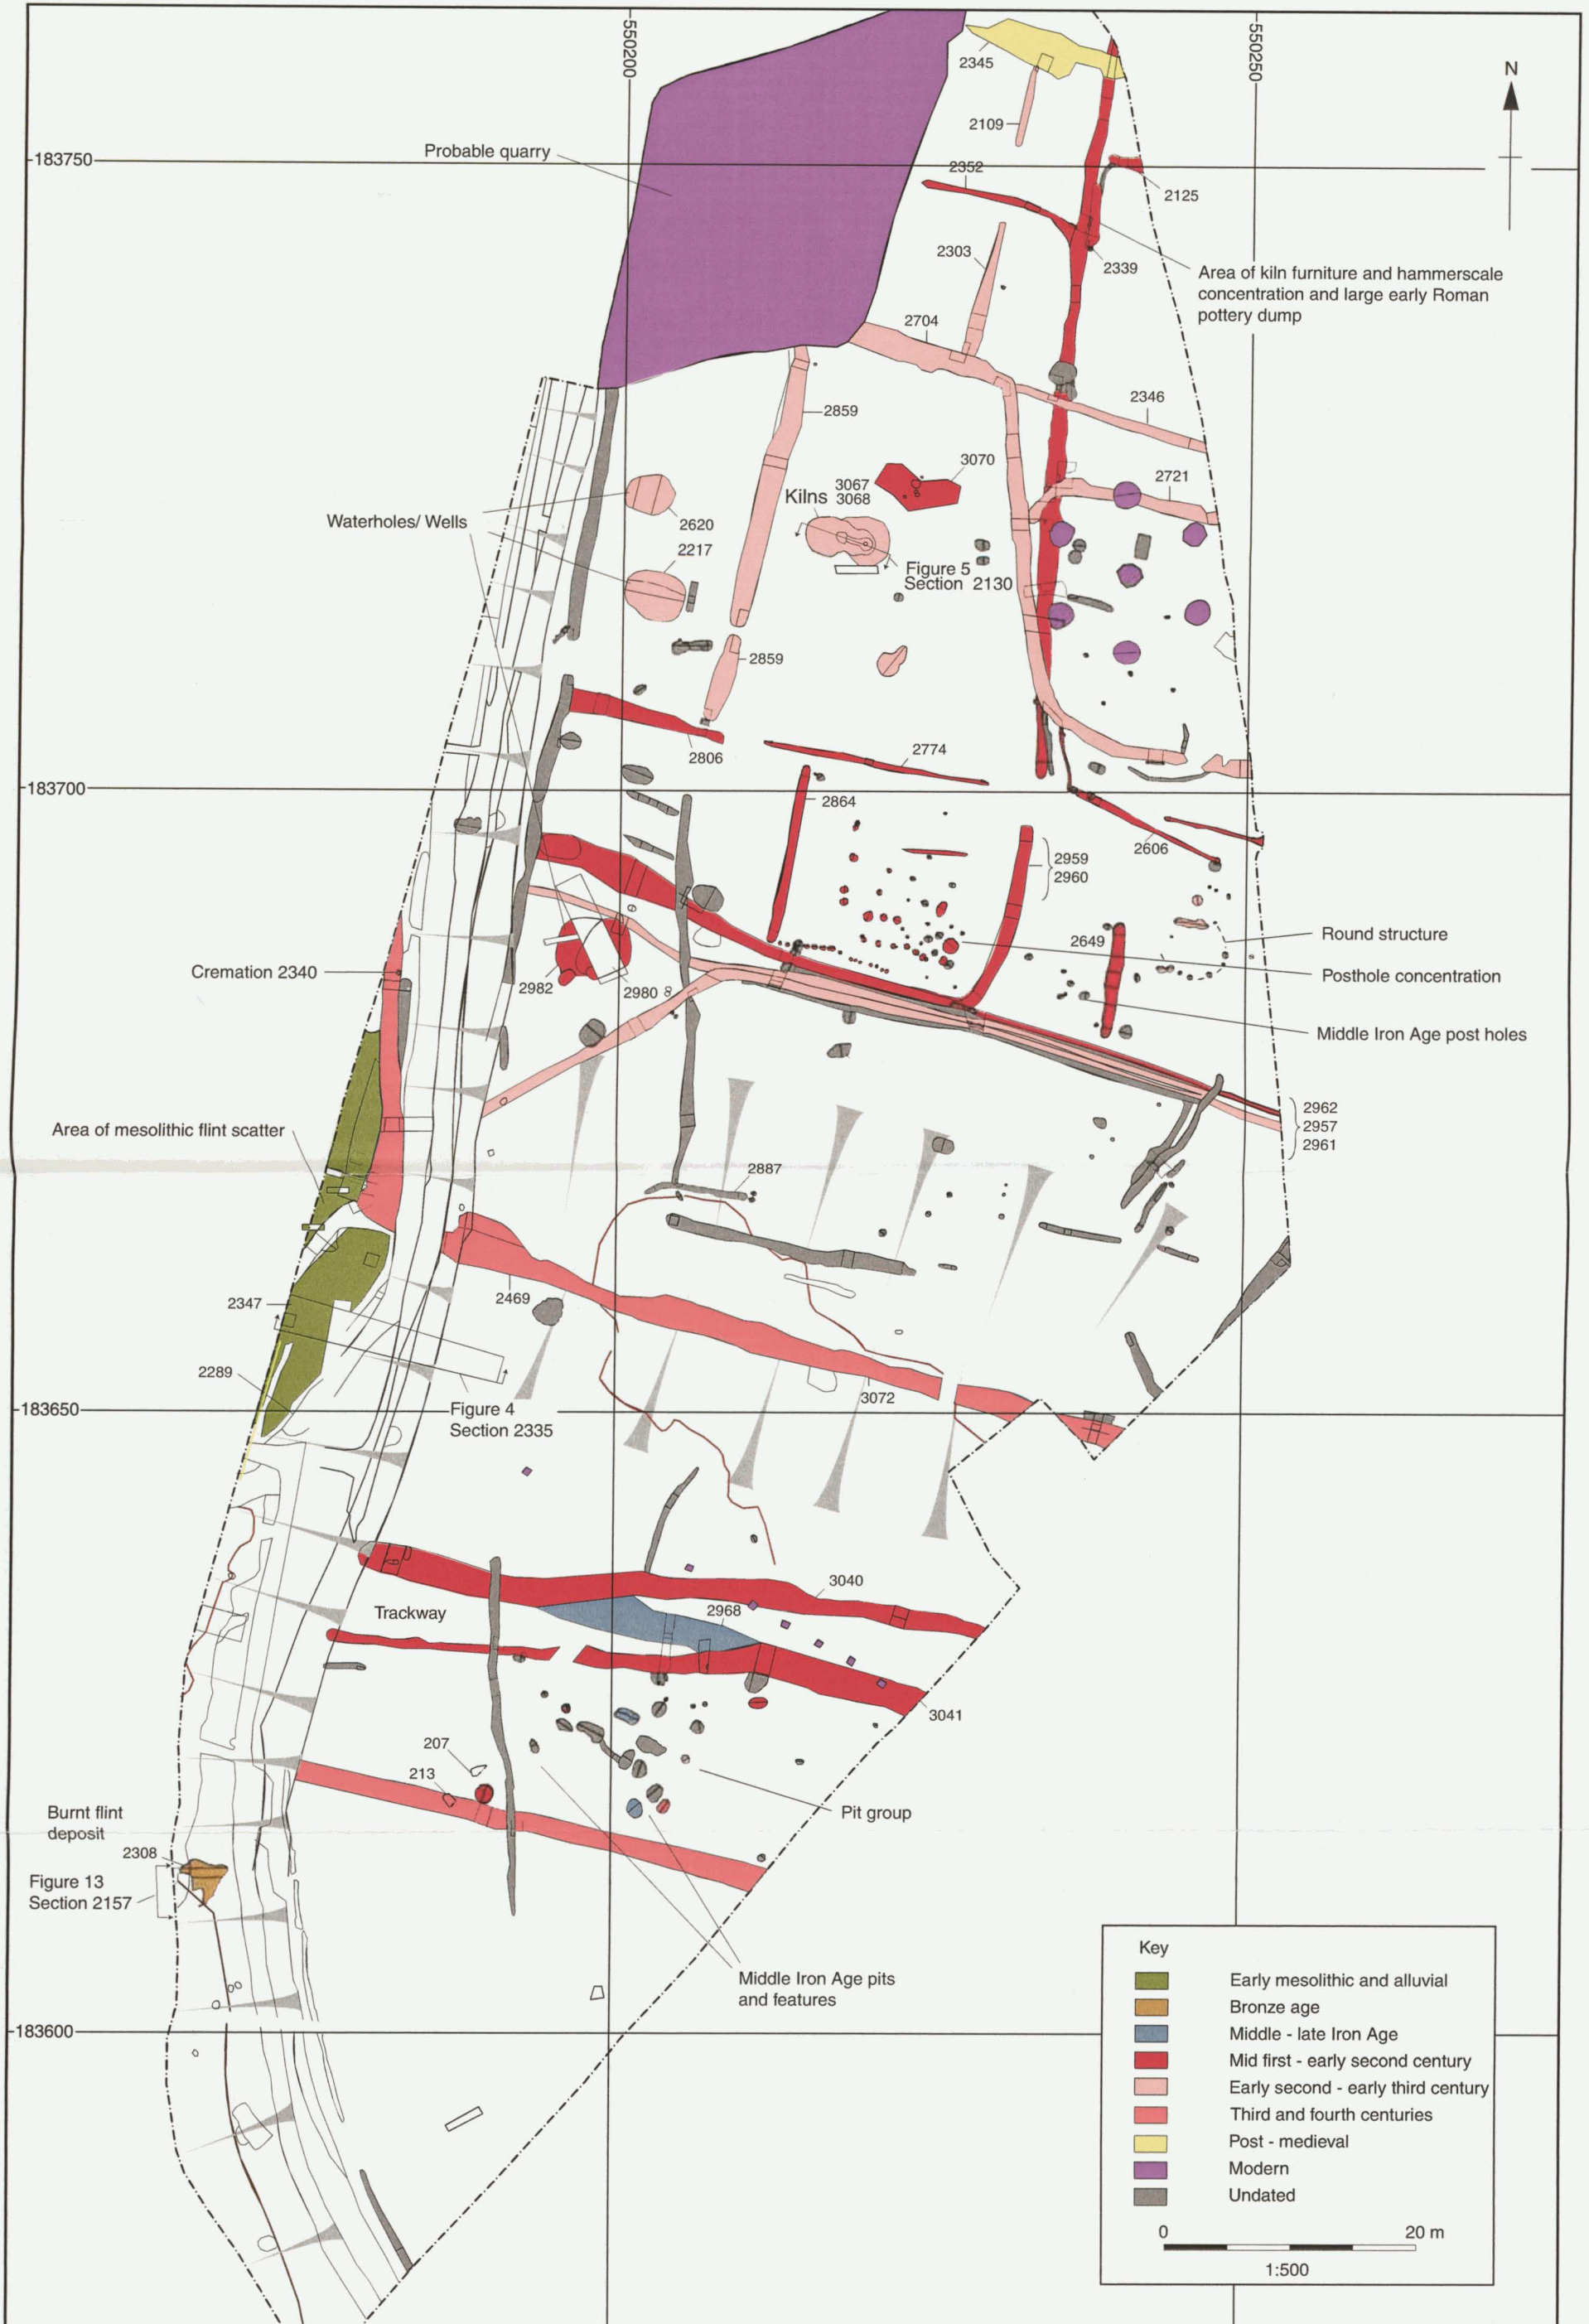 550200
550250
N
2345
2109
Probable quarry
183750
2352
2125
2303
2339
Area of kiln furniture and hammerscale
concentration and large early Roman
pottery dump
2704
2346
2859
3070
3067
3068
Kilns
2721
Waterholes/ Wells
2620
2217
Figure 5
Section 2130
2859
2806
2774
183700
2864
2606
2959
2960
2649
Round structure
Posthole concentration
Cremation 2340
2982
2980
Middle Iron Age post holes
2962
2957
2961
Area of mesolithic flint scatter
2887
2469
2347
2289
3072
183650
Figure 4
Section 2335
3040
Trackway
2968
3041
207
213
Pit group
Burnt flint
deposit
2308
Figure 13
Section 2157
Middle Iron Age pits
and features
183600
Key
Early mesolithic and alluvial
Bronze age
Middle - late Iron Age
Mid first - early second century
Early second - early third century
Third and fourth centuries
Post - medieval
Modern
Undated
0 20 m
1:500